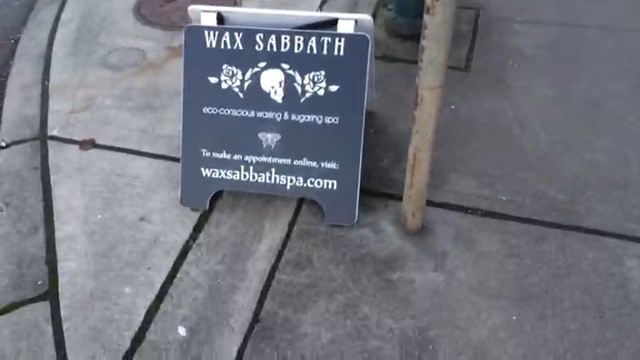 WAX SABBATH
eco-conscious waxing & sugaring spa
To make an appointment online, visit:
waxsabbathspa.com